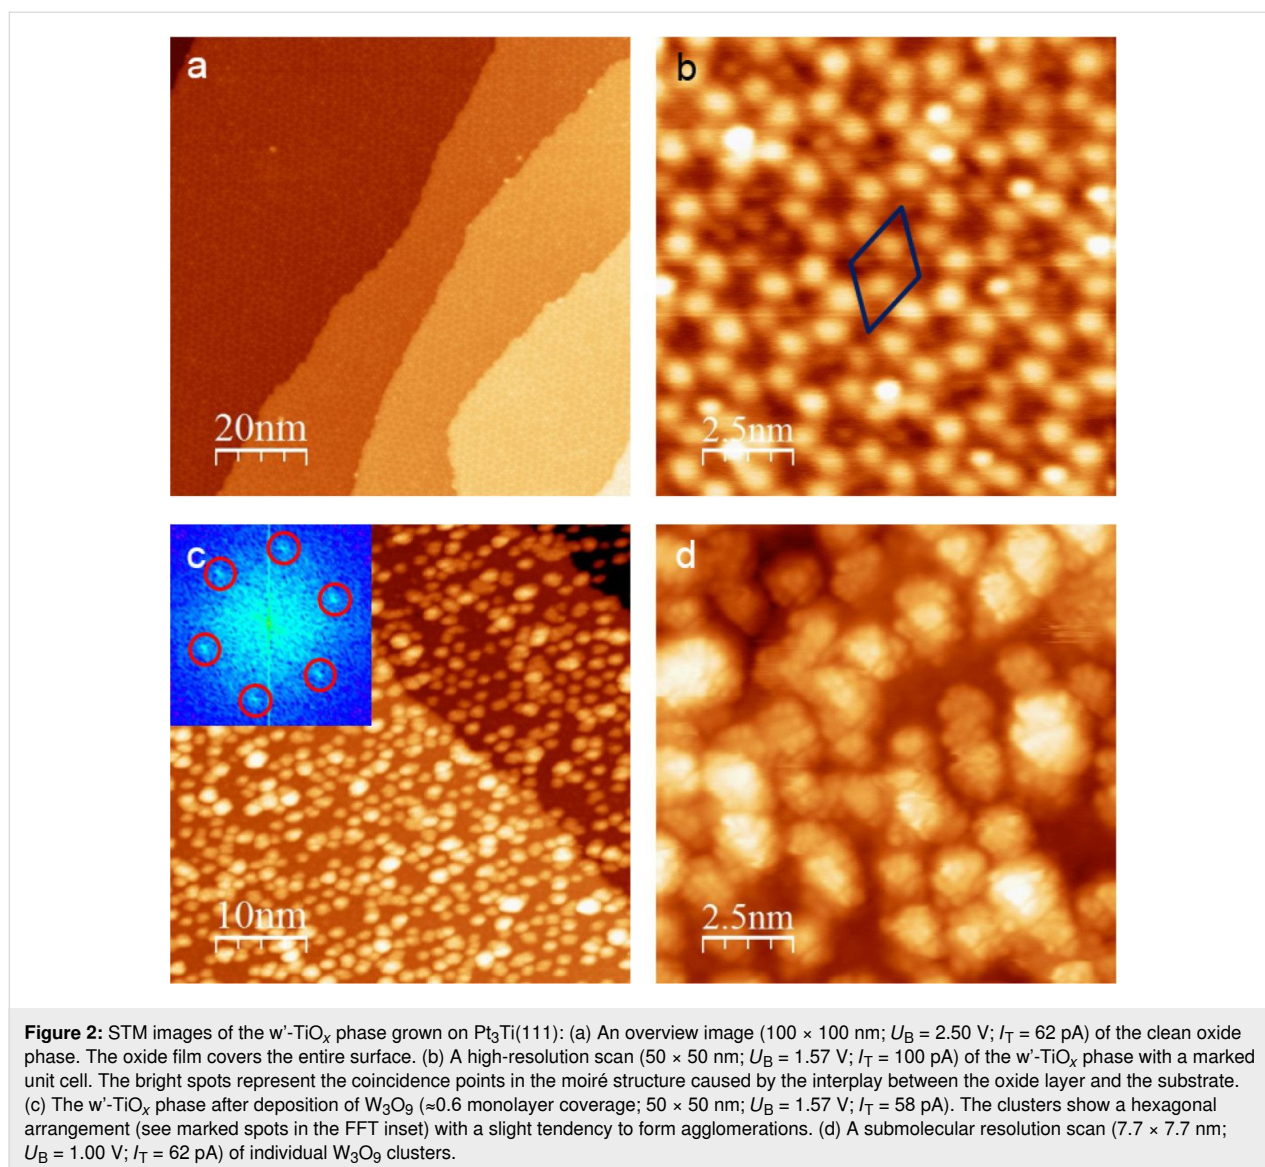 a
b
20nm
2.5nm
c
d
10nm
2.5nm
Figure 2: STM images of the w’-TiOx phase grown on Pt3Ti(111): (a) An overview image (100 × 100 nm; UB = 2.50 V; IT = 62 pA) of the clean oxide
phase. The oxide film covers the entire surface. (b) A high-resolution scan (50 × 50 nm; UB = 1.57 V; IT = 100 pA) of the w’-TiOx phase with a marked
unit cell. The bright spots represent the coincidence points in the moiré structure caused by the interplay between the oxide layer and the substrate.
(c) The w’-TiOx phase after deposition of W3O9 (≈0.6 monolayer coverage; 50 × 50 nm; UB = 1.57 V; IT = 58 pA). The clusters show a hexagonal
arrangement (see marked spots in the FFT inset) with a slight tendency to form agglomerations. (d) A submolecular resolution scan (7.7 × 7.7 nm;
UB = 1.00 V; IT = 62 pA) of individual W3O9 clusters.